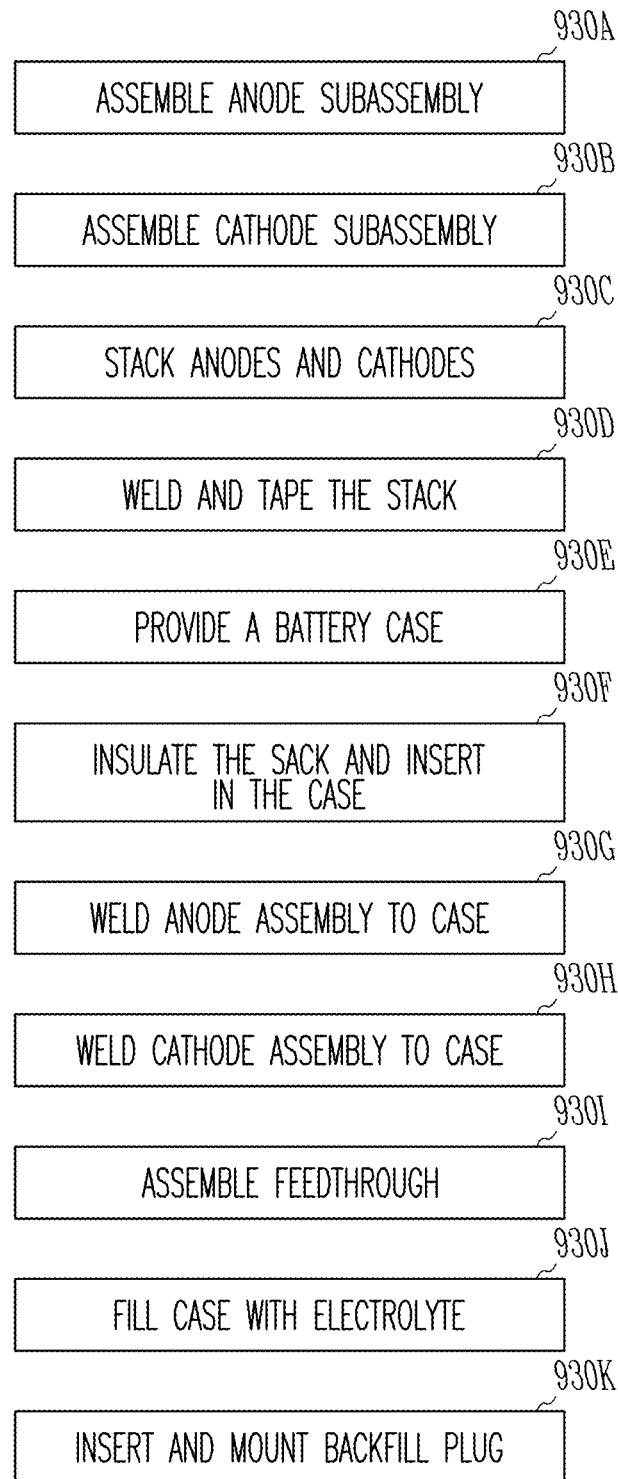 930A
ASSEMBLE ANODE SUBASSEMBLY
930B
ASSEMBLE CATHODE SUBASSEMBLY
930C
STACK ANODES AND CATHODES
930D
WELD AND TAPE THE STACK
930E
PROVIDE A BATTERY CASE
930F
INSULATE THE SACK AND INSERT
IN THE CASE
930G
WELD ANODE ASSEMBLY TO CASE
930H
WELD CATHODE ASSEMBLY TO CASE
930I
ASSEMBLE FEEDTHROUGH
930J
FILL CASE WITH ELECTROLYTE
930K
INSERT AND MOUNT BACKFILL PLUG